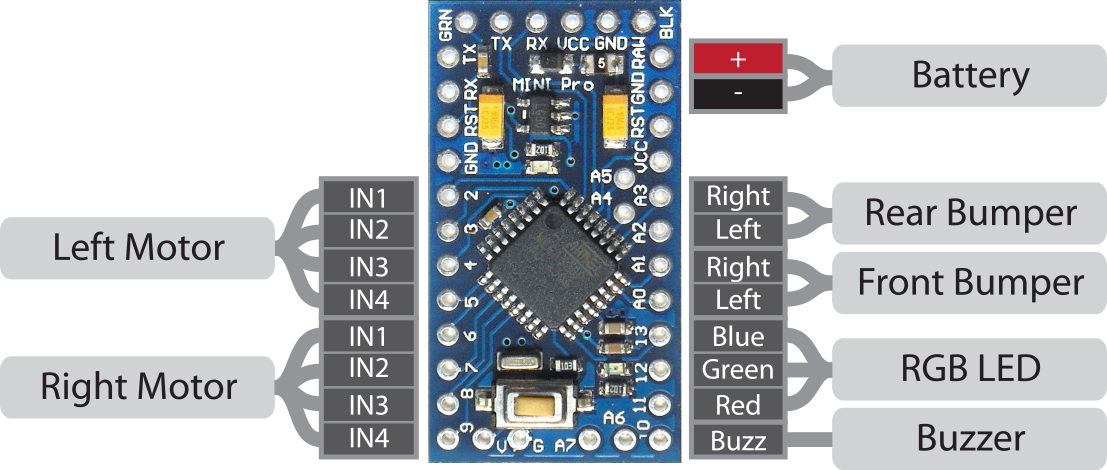 GRN
BLK
TX RX VCC GND
TX
RAW
+
Battery
RX
MINI Pro
5
GND
-
RST
RST
GND
VCC
A5
2
A4
A3
IN1
Right
Rear Bumper
Left Motor
IN2
3
A2
Left
IN3
4
A1
Right
Front Bumper
IN4
5
A0
Left
IN1
6
13
Blue
Right Motor
IN2
7
12
Green
RGB LED
IN3
8
11
Red
A6
IN4
9
V G A7
10
Buzz
Buzzer